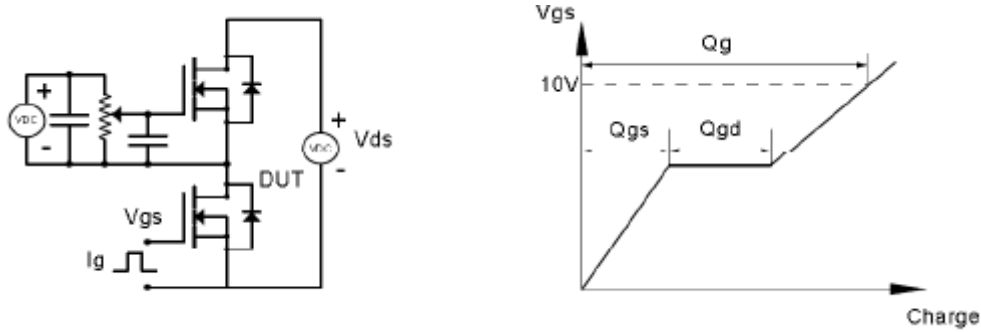 +
VDC
-
+
VDC
-
Vds
DUT
Vgs
Ig
Vgs
Qg
10V
Qgs
Qgd
Charge